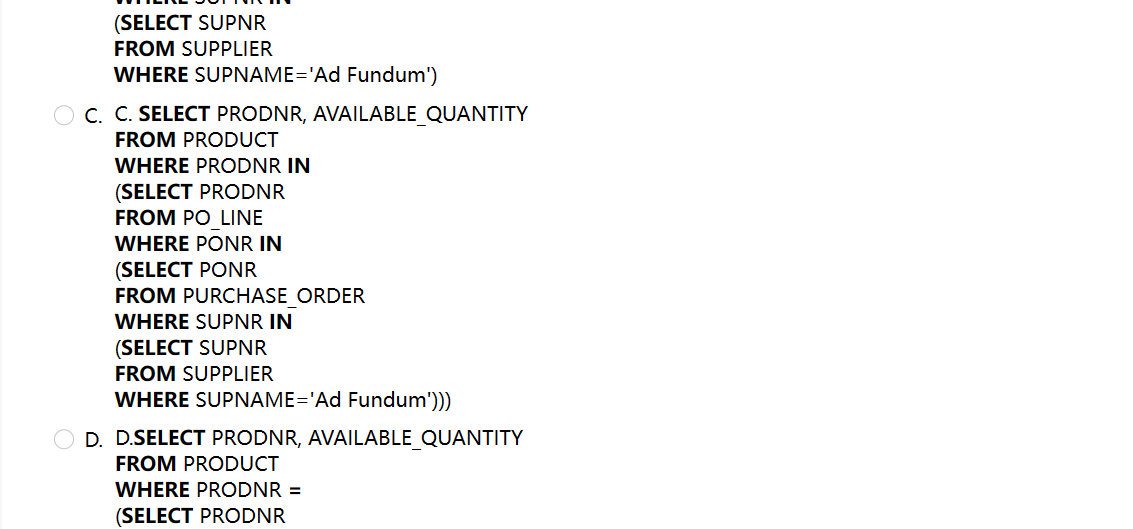 (SELECT SUPNR
FROM SUPPLIER
WHERE SUPNAME='Ad Fundum')
C. C. SELECT PRODNR, AVAILABLE_QUANTITY
FROM PRODUCT
WHERE PRODNR IN
(SELECT PRODNR
FROM PO_LINE
WHERE PONR IN
(SELECT PONR
FROM PURCHASE_ORDER
WHERE SUPNR IN
(SELECT SUPNR
FROM SUPPLIER
WHERE SUPNAME='Ad Fundum')))
D. D.SELECT PRODNR, AVAILABLE_QUANTITY
FROM PRODUCT
WHERE PRODNR =
(SELECT PRODNR